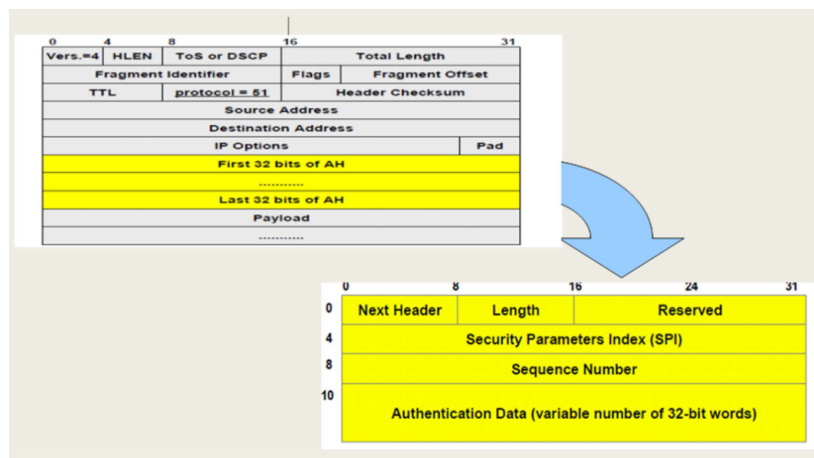 0 4 8 16 31
Vers.=4 HLEN ToS or DSCP Total Length
Fragment Identifier Flags Fragment Offset
TTL protocol = 51 Header Checksum
Source Address
Destination Address
IP Options Pad
First 32 bits of AH
...........
Last 32 bits of AH
Payload
...........
0 8 16 24 31
0 Next Header Length Reserved
4 Security Parameters Index (SPI)
8 Sequence Number
10 Authentication Data (variable number of 32-bit words)